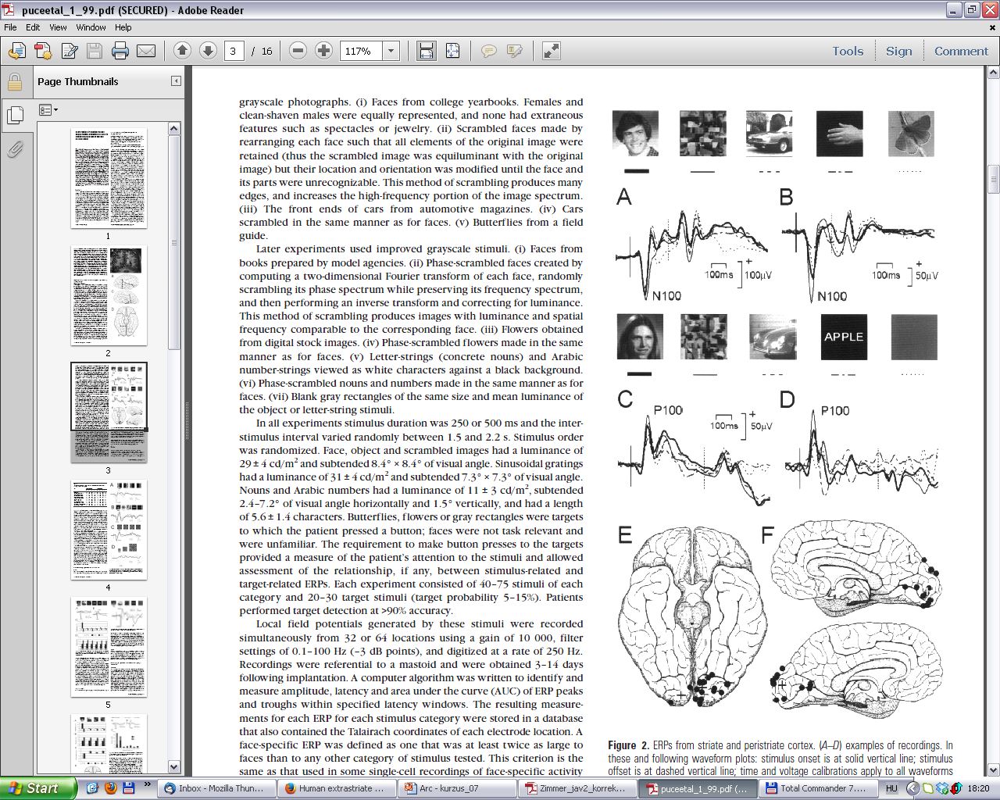 puceetal_1_99.pdf (SECURED) - Adobe Reader
File Edit View Window Help
3 / 16
117%
Tools Sign Comment
Page Thumbnails
1
2
3
4
5
grayscale photographs. (i) Faces from college yearbooks. Females and
clean-shaven males were equally represented, and none had extraneous
features such as spectacles or jewelry. (ii) Scrambled faces made by
rearranging each face such that all elements of the original image were
retained (thus the scrambled image was equiluminant with the original
image) but their location and orientation was modified until the face and
its parts were unrecognizable. This method of scrambling produces many
edges, and increases the high-frequency portion of the image spectrum.
(iii) The front ends of cars from automotive magazines. (iv) Cars
scrambled in the same manner as for faces. (v) Butterflies from a field
guide.
Later experiments used improved grayscale stimuli. (i) Faces from
books prepared by model agencies. (ii) Phase-scrambled faces created by
computing a two-dimensional Fourier transform of each face, randomly
scrambling its phase spectrum while preserving its frequency spectrum,
and then performing an inverse transform and correcting for luminance.
This method of scrambling produces images with luminance and spatial
frequency comparable to the corresponding face. (iii) Flowers obtained
from digital stock images. (iv) Phase-scrambled flowers made in the same
manner as for faces. (v) Letter-strings (concrete nouns) and Arabic
number-strings viewed as white characters against a black background.
(vi) Phase-scrambled nouns and numbers made in the same manner as for
faces. (vii) Blank gray rectangles of the same size and mean luminance of
the object or letter-string stimuli.
In all experiments stimulus duration was 250 or 500 ms and the inter-
stimulus interval varied randomly between 1.5 and 2.2 s. Stimulus order
was randomized. Face, object and scrambled images had a luminance of
29 ± 4 cd/m² and subtended 8.4° × 8.4° of visual angle. Sinusoidal gratings
had a luminance of 31 ± 4 cd/m² and subtended 7.3° × 7.3° of visual angle.
Nouns and Arabic numbers had a luminance of 11 ± 3 cd/m², subtended
2.4–7.2° of visual angle horizontally and 1.5° vertically, and had a length
of 5.6 ± 1.4 characters. Butterflies, flowers or gray rectangles were targets
to which the patient pressed a button; faces were not task relevant and
were unfamiliar. The requirement to make button presses to the targets
provided a measure of the patient's attention to the stimuli and allowed
assessment of the relationship, if any, between stimulus-related and
target-related ERPs. Each experiment consisted of 40–75 stimuli of each
category and 20–30 target stimuli (target probability 5–15%). Patients
performed target detection at >90% accuracy.
Local field potentials generated by these stimuli were recorded
simultaneously from 32 or 64 locations using a gain of 10 000, filter
settings of 0.1–100 Hz (–3 dB points), and digitized at a rate of 250 Hz.
Recordings were referential to a mastoid and were obtained 3–14 days
following implantation. A computer algorithm was written to identify and
measure amplitude, latency and area under the curve (AUC) of ERP peaks
and troughs within specified latency windows. The resulting measure-
ments for each ERP for each stimulus category were stored in a database
that also contained the Talairach coordinates of each electrode location. A
face-specific ERP was defined as one that was at least twice as large to
faces than to any other category of stimulus tested. This criterion is the
same as that used in some single-cell recordings of face-specific activity
A
B
100ms + 100µV
100ms + 50µV
N100
N100
APPLE
C
P100
100ms + 50µV
D
P100
E
F
Figure 2. ERPs from striate and peristriate cortex. (A–D) examples of recordings. In
these and following waveform plots: stimulus onset is at solid vertical line; stimulus
offset is at dashed vertical line; time and voltage calibrations apply to all waveforms
Start
Inbox - Mozilla Thun...
Human extrastriate ...
Arc - kurzus_07
Zimmer_jav2_korrek...
puceetal_1_99.pdf (...
Total Commander 7....
HU
18:20